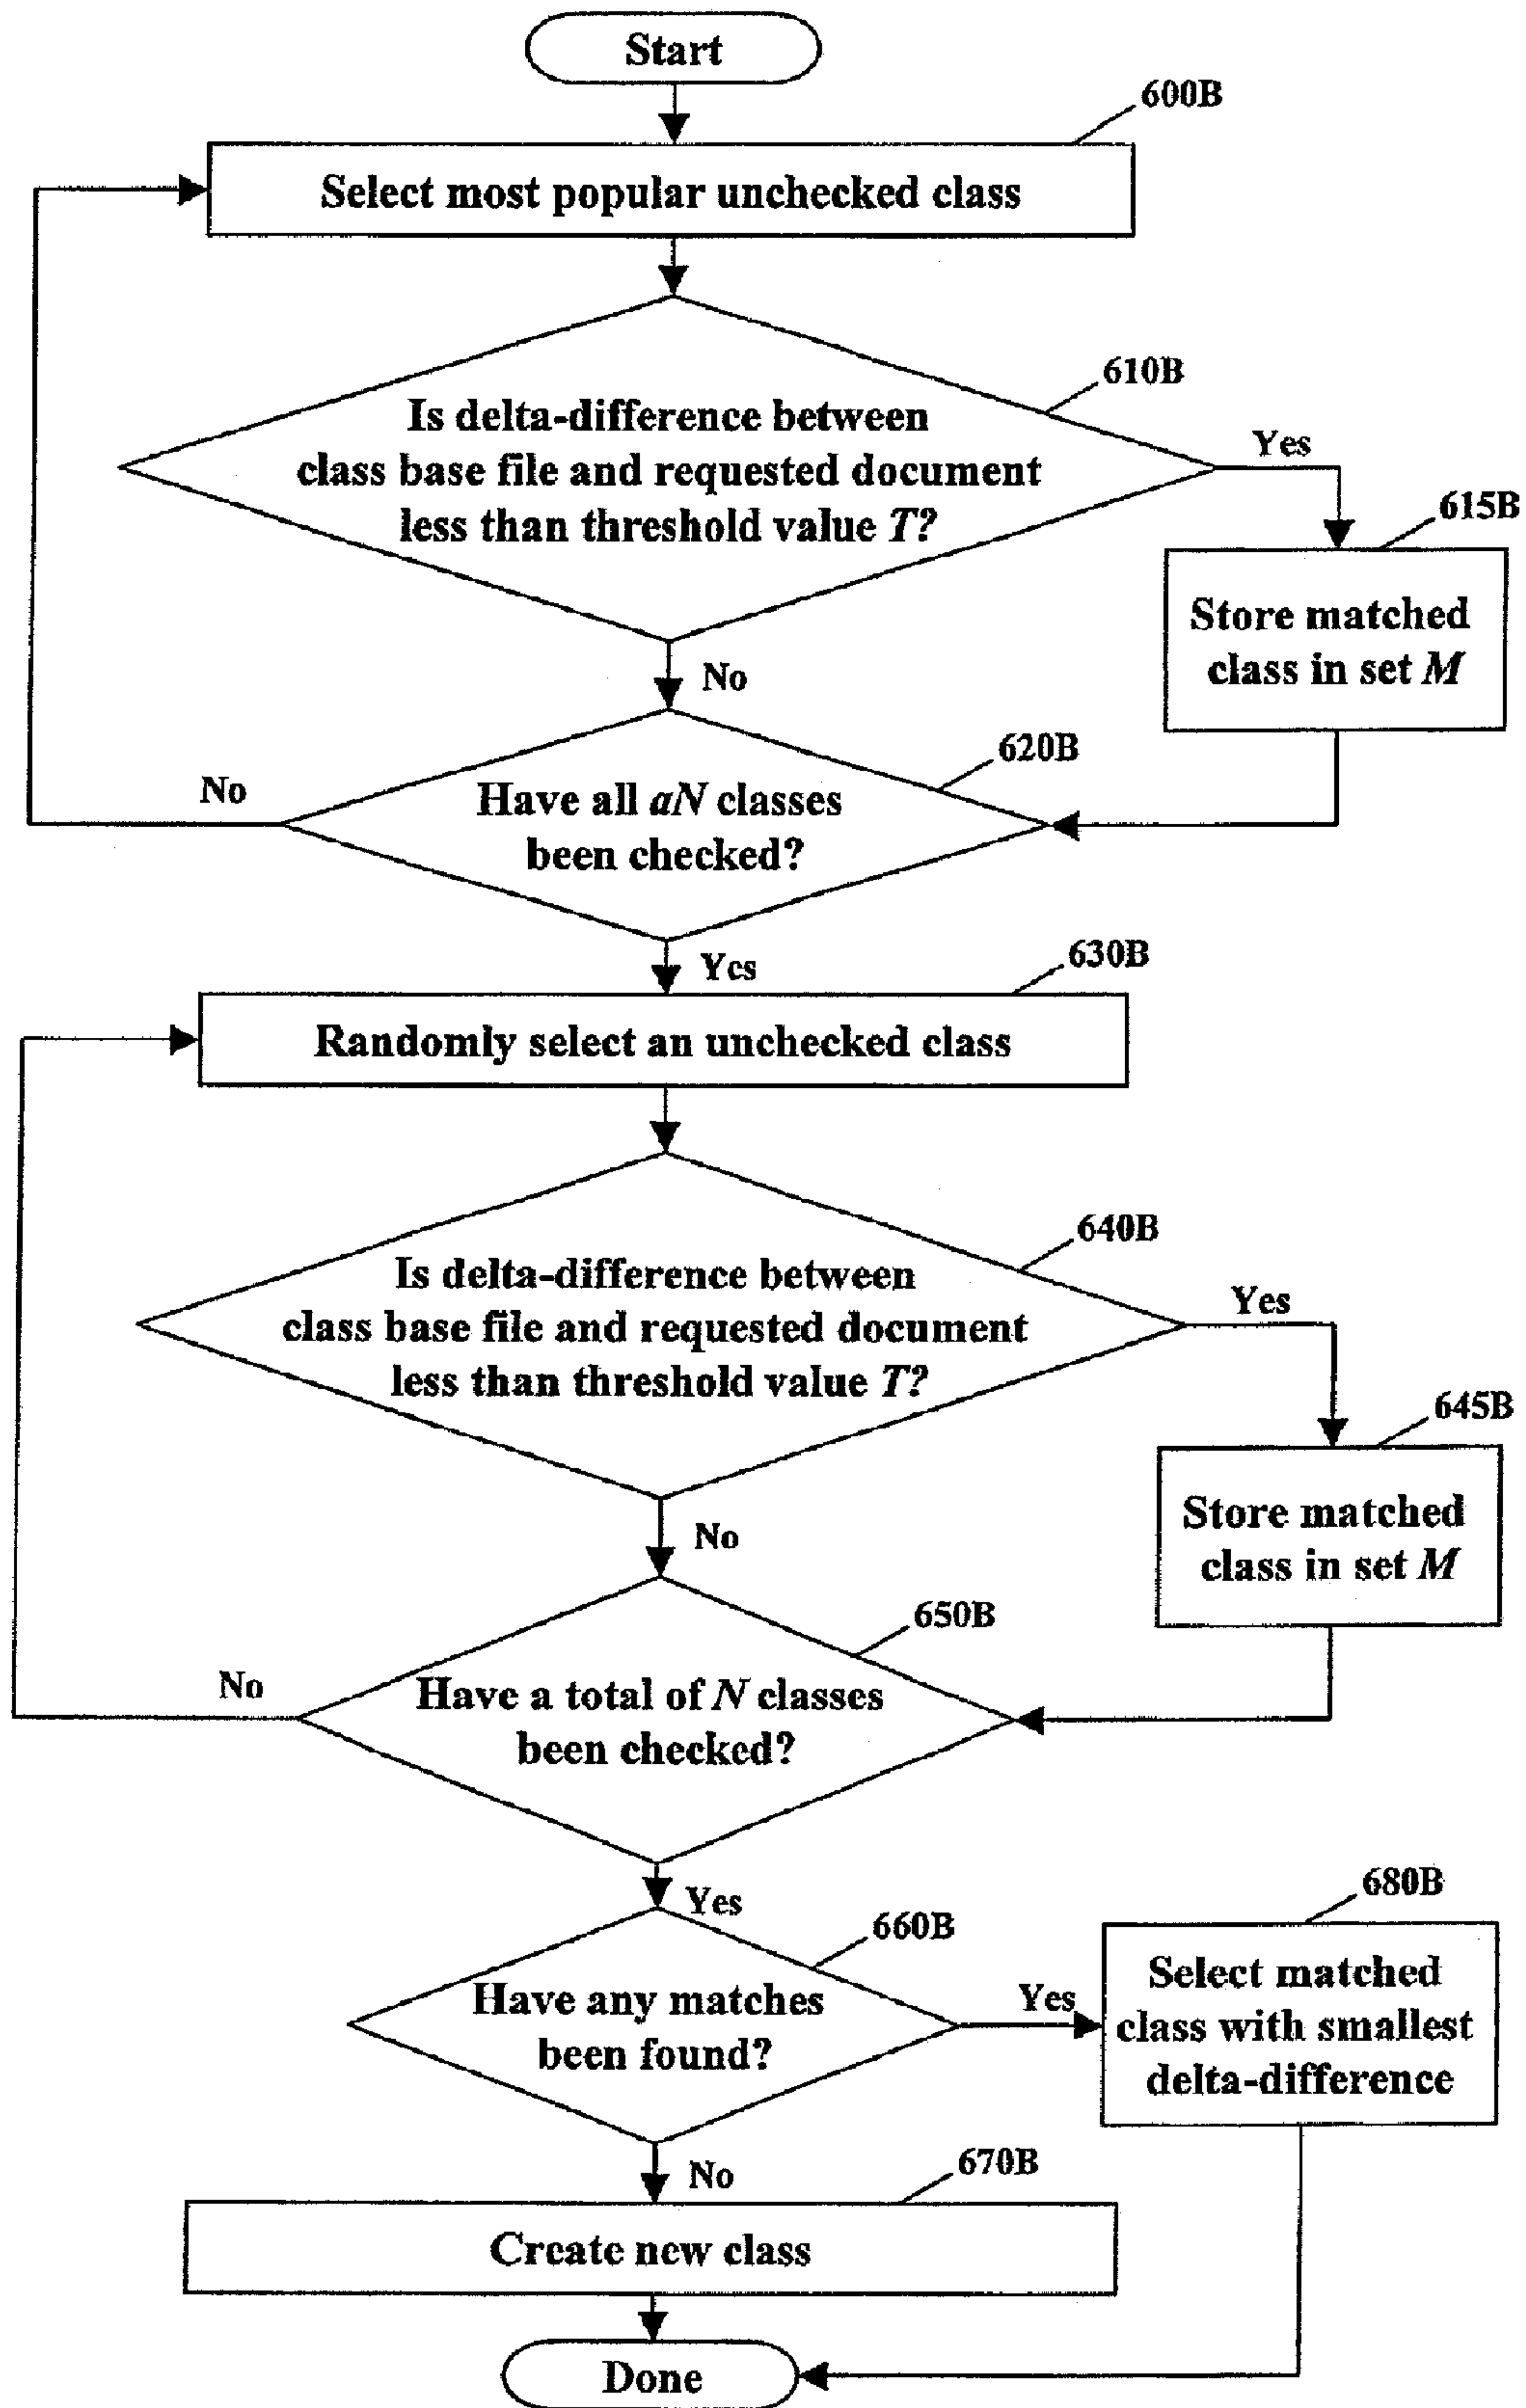 Start
600B
Select most popular unchecked class
610B
Is delta-difference between
class base file and requested document
less than threshold value T?
Yes
615B
Store matched
class in set M
No
620B
Have all aN classes
been checked?
No
Yes
630B
Randomly select an unchecked class
640B
Is delta-difference between
class base file and requested document
less than threshold value T?
Yes
645B
Store matched
class in set M
No
650B
Have a total of N classes
been checked?
No
Yes
660B
Have any matches
been found?
Yes
680B
Select matched
class with smallest
delta-difference
No
670B
Create new class
Done